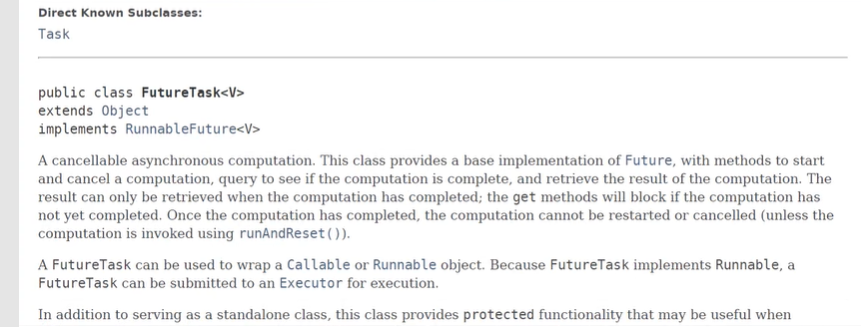 Direct Known Subclasses:
Task
public class FutureTask<V>
extends Object
implements RunnableFuture<V>
A cancellable asynchronous computation. This class provides a base implementation of Future, with methods to start
and cancel a computation, query to see if the computation is complete, and retrieve the result of the computation. The
result can only be retrieved when the computation has completed; the get methods will block if the computation has
not yet completed. Once the computation has completed, the computation cannot be restarted or cancelled (unless the
computation is invoked using runAndReset()).
A FutureTask can be used to wrap a Callable or Runnable object. Because FutureTask implements Runnable, a
FutureTask can be submitted to an Executor for execution.
In addition to serving as a standalone class, this class provides protected functionality that may be useful when